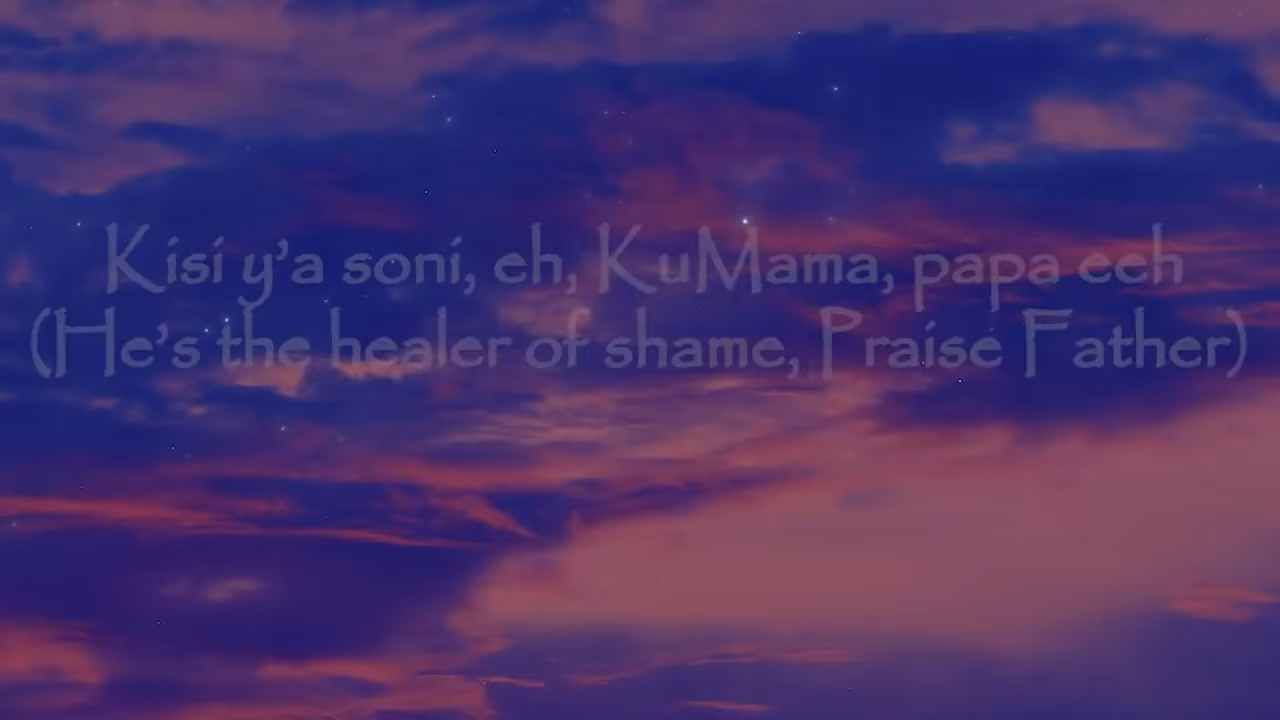 Kisi y'a soni, eh, KuMama, papa eeh
(He's the healer of shame, Praise Father)